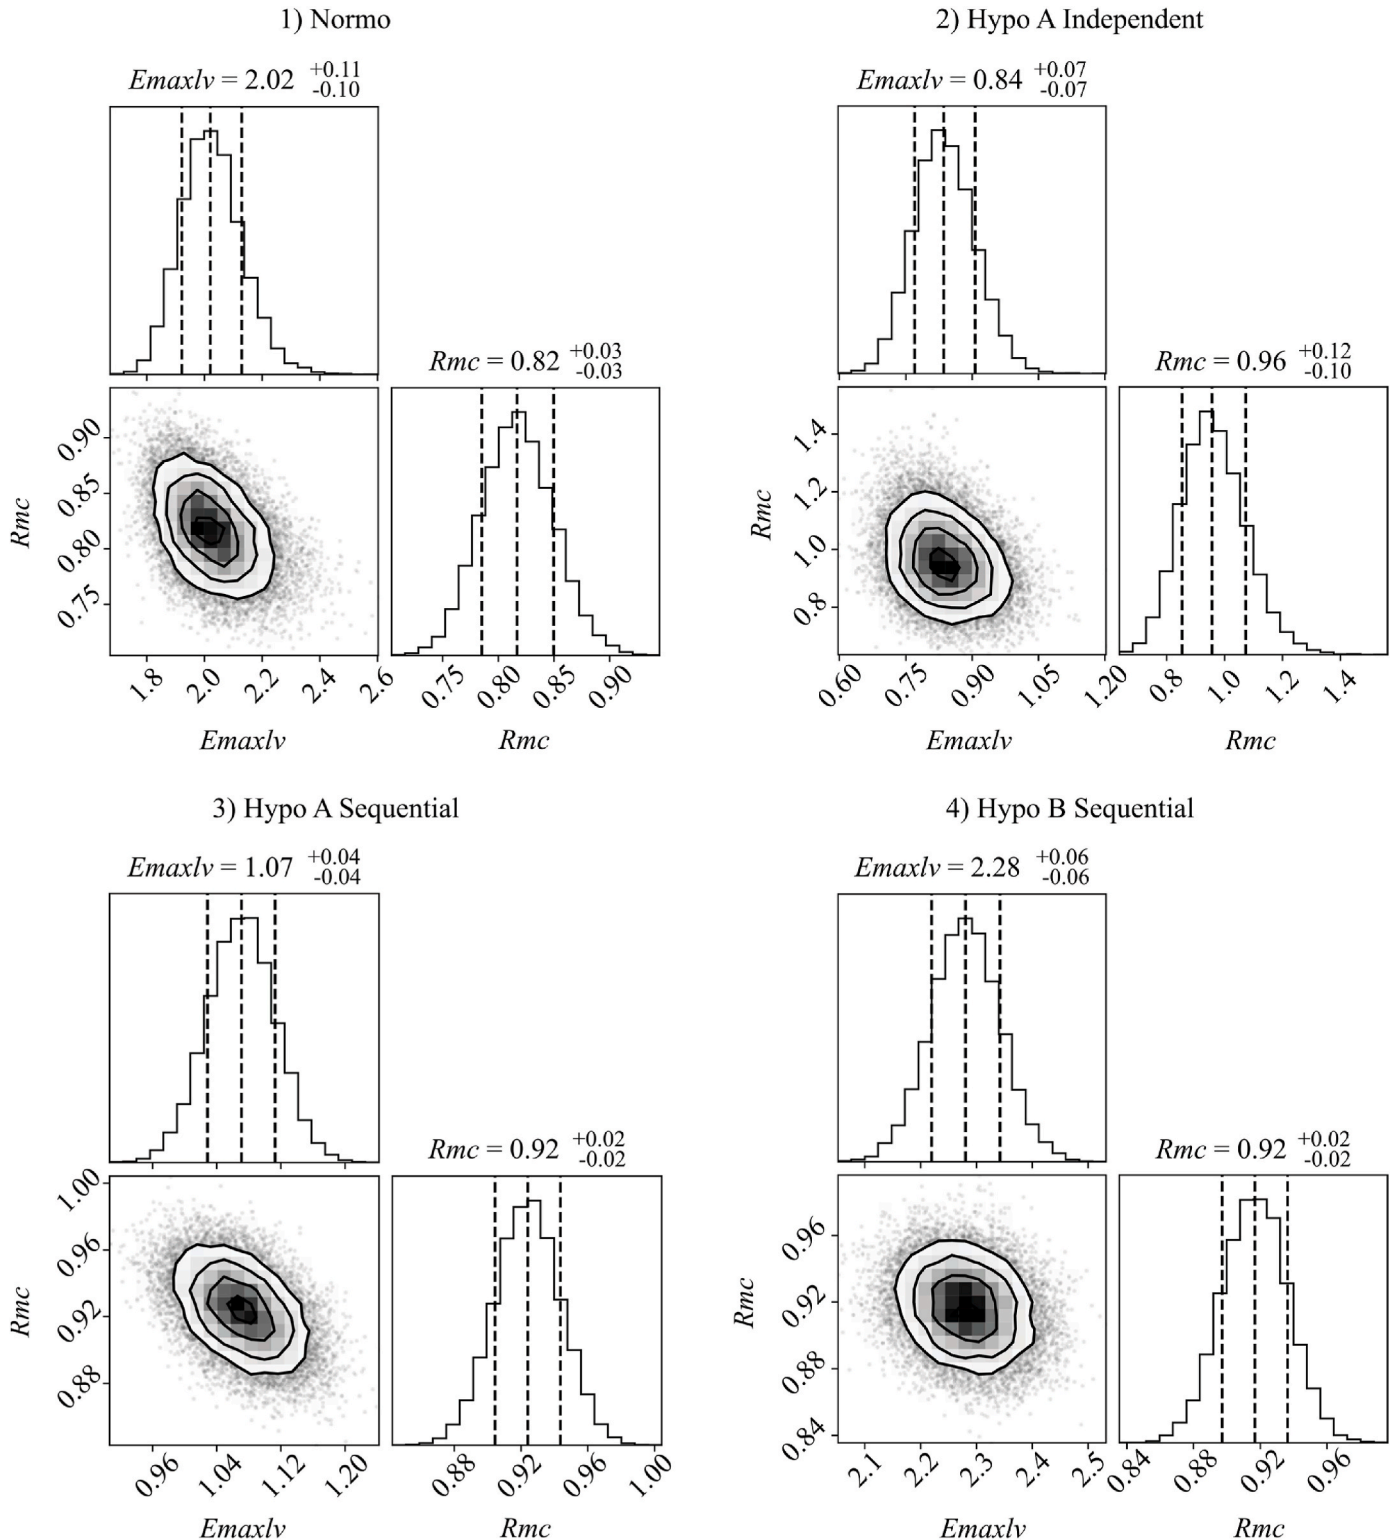 1) Normo
Emaxlv = 2.02 +0.11 -0.10
Rmc = 0.82 +0.03 -0.03
Rmc
0.90
0.85
0.80
0.75
1.8 2.0 2.2 2.4 2.6
Emaxlv
0.75 0.80 0.85 0.90
Rmc
2) Hypo A Independent
Emaxlv = 0.84 +0.07 -0.07
Rmc = 0.96 +0.12 -0.10
Rmc
1.4
1.2
1.0
0.8
0.60 0.75 0.90 1.05 1.20
Emaxlv
0.8 1.0 1.2 1.4
Rmc
3) Hypo A Sequential
Emaxlv = 1.07 +0.04 -0.04
Rmc = 0.92 +0.02 -0.02
Rmc
1.00
0.96
0.92
0.88
0.96 1.04 1.12 1.20
Emaxlv
0.88 0.92 0.96 1.00
Rmc
4) Hypo B Sequential
Emaxlv = 2.28 +0.06 -0.06
Rmc = 0.92 +0.02 -0.02
Rmc
0.96
0.92
0.88
0.84
2.1 2.2 2.3 2.4 2.5
Emaxlv
0.84 0.88 0.92 0.96
Rmc